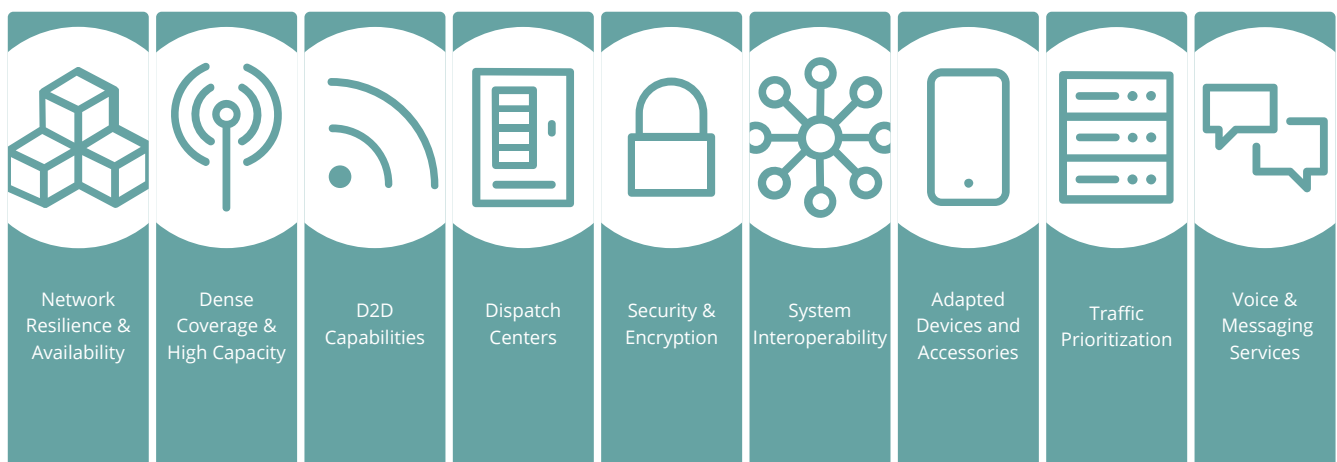 Network
Resilience &
Availability
Dense
Coverage &
High Capacity
D2D
Capabilities
Dispatch
Centers
Security &
Encryption
System
Interoperability
Adapted
Devices and
Accessories
Traffic
Prioritization
Voice &
Messaging
Services